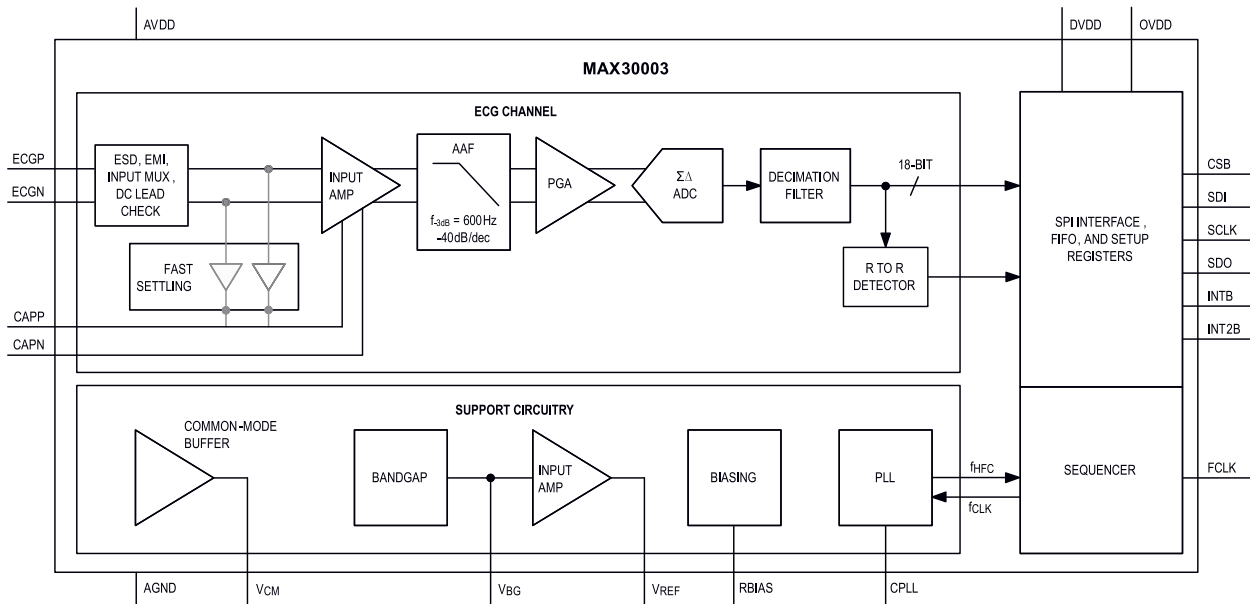 AVDD
DVDD
OVDD
MAX30003
ECG CHANNEL
ECGP
ECGN
ESD, EMI,
INPUT MUX,
DC LEAD
CHECK
INPUT
AMP
AAF
f-3dB = 600Hz
-40dB/dec
PGA
ΣΔ
ADC
DECIMATION
FILTER
18-BIT
R TO R
DETECTOR
FAST
SETTLING
CAPP
CAPN
SPI INTERFACE,
FIFO, AND SETUP
REGISTERS
CSB
SDI
SCLK
SDO
INTB
INT2B
SUPPORT CIRCUITRY
COMMON-MODE
BUFFER
BANDGAP
INPUT
AMP
BIASING
PLL
fHFC
fCLK
SEQUENCER
FCLK
AGND
VCM
VBG
VREF
RBIAS
CPLL